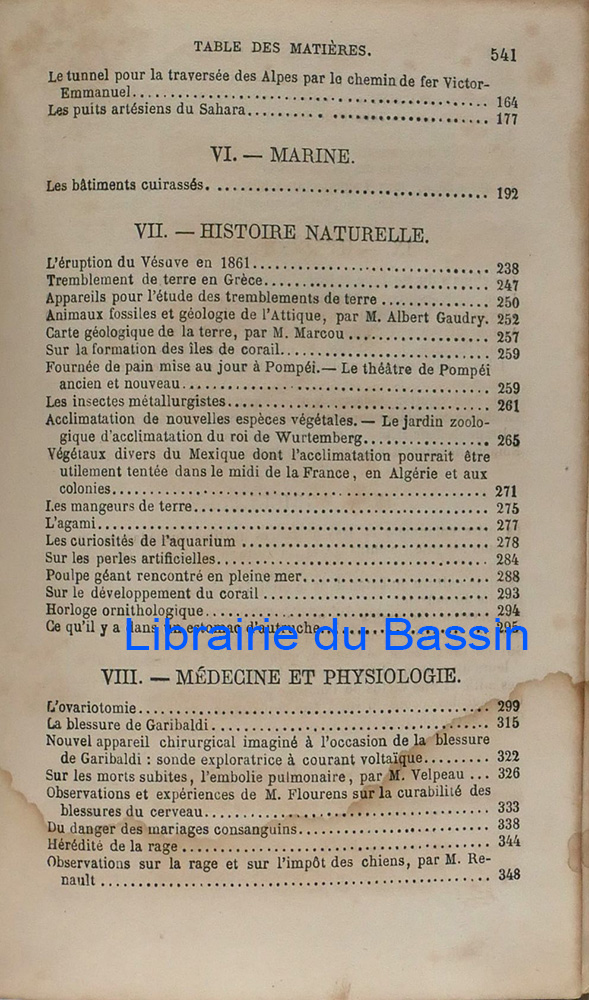 TABLE DES MATIÈRES. 541
Le tunnel pour la traversée des Alpes par le chemin de fer Victor-
Emmanuel........................................ 164
Les puits artésiens du Sahara.......... ...................... 177
VI. — MARINE.
Les bâtiments cuirassés. .................................. 192
VII. — HISTOIRE NATURELLE.
L'éruption du Vésuve en 1861.............................. 238
Tremblement de terre en Grèce............................ 247
Appareils pour l'étude des tremblements de terre ............. 250
Animaux fossiles et géologie de l'Attique, par M. Albert Gaudry. 252
Carte géologique de la terre, par M. Marcou ................. 257
Sur la formation des îles de corail.......................... 259
Fournée de pain mise au jour à Pompéi. — Le théâtre de Pompéi
ancien et nouveau...................................... 259
Les insectes métallurgistes................................ 261
Acclimatation de nouvelles espèces végétales. — Le jardin zoolo-
gique d'acclimatation du roi de Wurtemberg................ 265
Végétaux divers du Mexique dont l'acclimatation pourrait être
utilement tentée dans le midi de la France, en Algérie et aux
colonies.............................................. 271
Les mangeurs de terre.................................... 275
L'agami................................................ 277
Les curiosités de l'aquarium ............................... 278
Sur les perles artificielles.................................. 284
Poulpe géant rencontré en pleine mer....................... 288
Sur le développement du corail ............................ 293
Horloge ornithologique................................... 294
Ce qu'il y a dans un estomac d'autruche..................... 295
Librairie du Bassin
VIII. — MÉDECINE ET PHYSIOLOGIE.
L'ovariotomie........................................... 299
La blessure de Garibaldi.................................. 315
Nouvel appareil chirurgical imaginé à l'occasion de la blessure
de Garibaldi : sonde exploratrice à courant voltaïque......... 322
Sur les morts subites, l'embolie pulmonaire, par M. Velpeau ... 326
Observations et expériences de M. Flourens sur la curabilité des
blessures du cerveau.................................... 333
Du danger des mariages consanguins........................ 338
Hérédité de la rage ...................................... 344
Observations sur la rage et sur l'impôt des chiens, par M. Re-
nault ................................................ 348